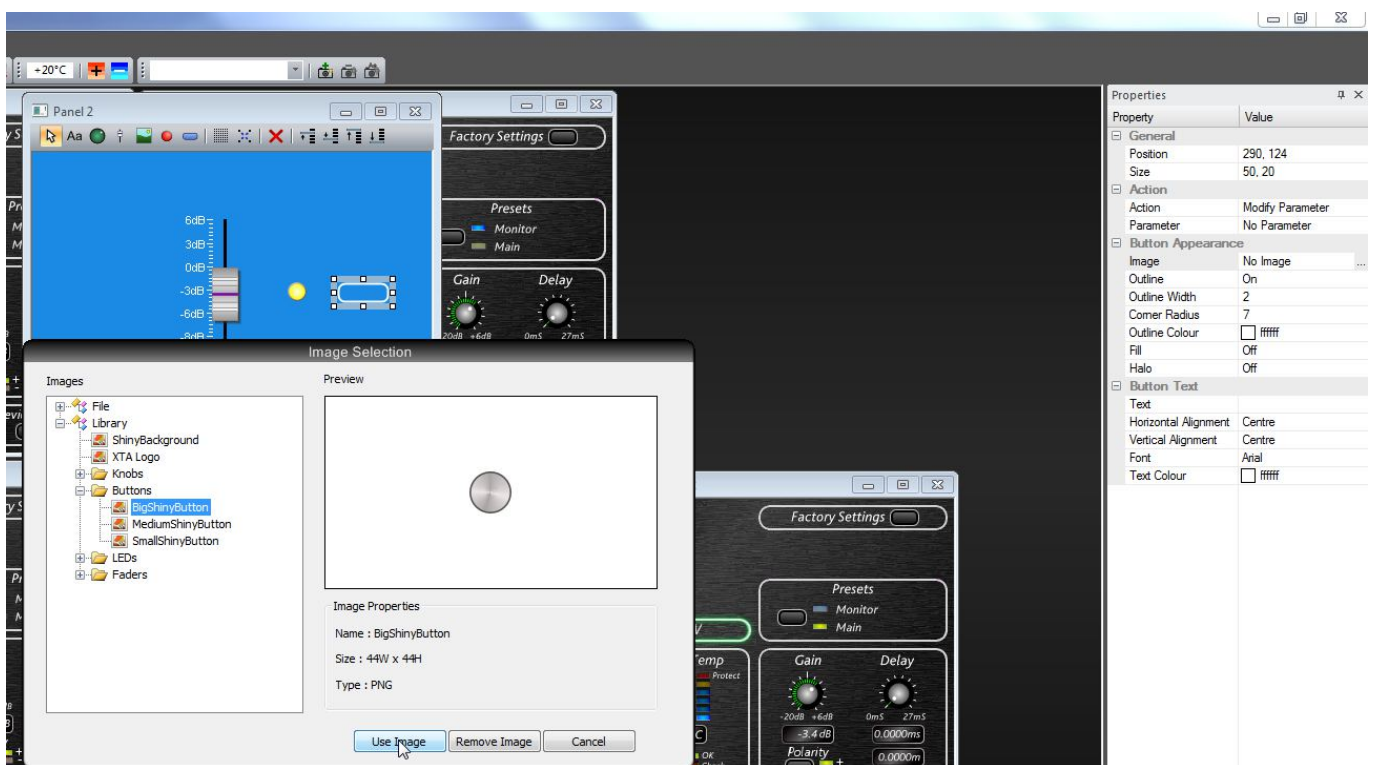 +20°C
Panel 2
Aa
Factory Settings
Presets
Monitor
Main
Gain Delay
-20dB +6dB 0mS 27mS
6dB
3dB
0dB
-3dB
-6dB
-8dB
Image Selection
Images
File
Library
ShinyBackground
XTA Logo
Knobs
Buttons
BigShinyButton
MediumShinyButton
SmallShinyButton
LEDs
Faders
Preview
Image Properties
Name : BigShinyButton
Size : 44W x 44H
Type : PNG
Use Image Remove Image Cancel
Factory Settings
Presets
Monitor
Main
Temp
Protect
OK
Gain Delay
-20dB +6dB 0mS 27mS
-3.4 dB 0.0000ms
Polarity
+ 0.0000m
Properties
Property Value
General
Position 290, 124
Size 50, 20
Action
Action Modify Parameter
Parameter No Parameter
Button Appearance
Image No Image ...
Outline On
Outline Width 2
Corner Radius 7
Outline Colour ffffff
Fill Off
Halo Off
Button Text
Text
Horizontal Alignment Centre
Vertical Alignment Centre
Font Arial
Text Colour ffffff